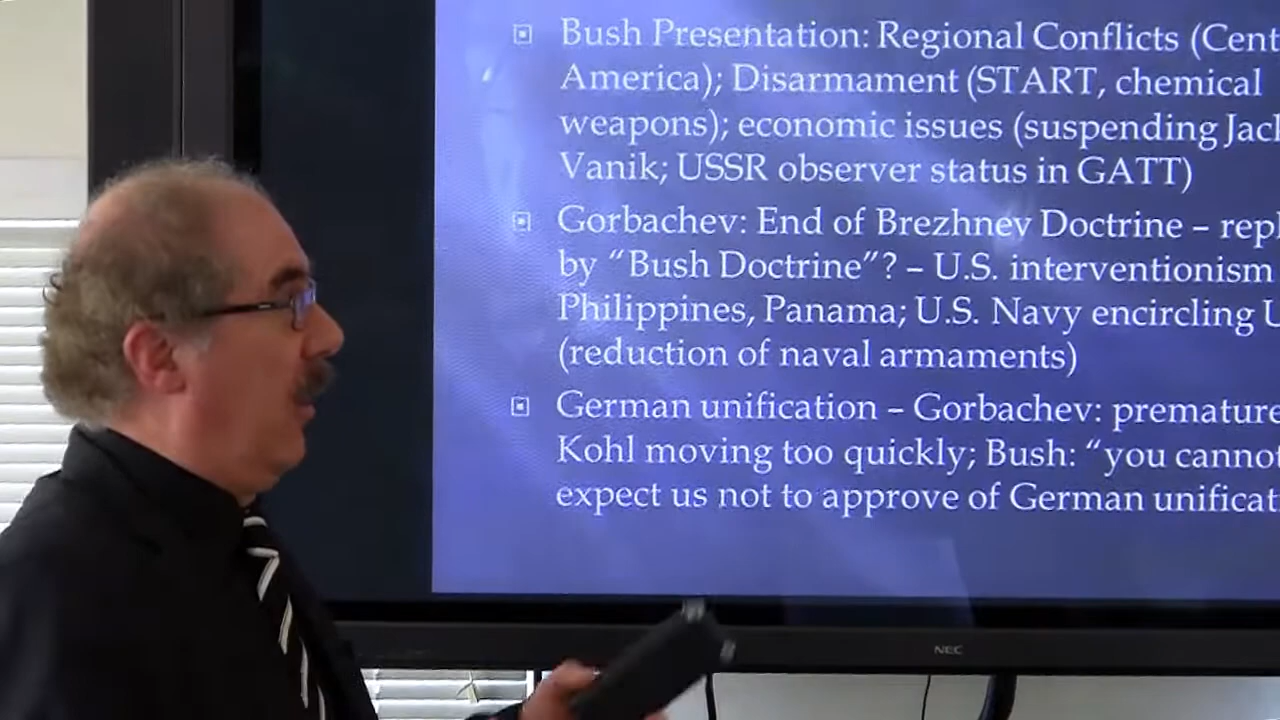 Bush Presentation: Regional Conflicts (Cent
America); Disarmament (START, chemical
weapons); economic issues (suspending Jac
Vanik; USSR observer status in GATT)
Gorbachev: End of Brezhnev Doctrine – repl
by “Bush Doctrine”? – U.S. interventionism
Philippines, Panama; U.S. Navy encircling U
(reduction of naval armaments)
German unification – Gorbachev: premature
Kohl moving too quickly; Bush: “you cannot
expect us not to approve of German unificat
NEC